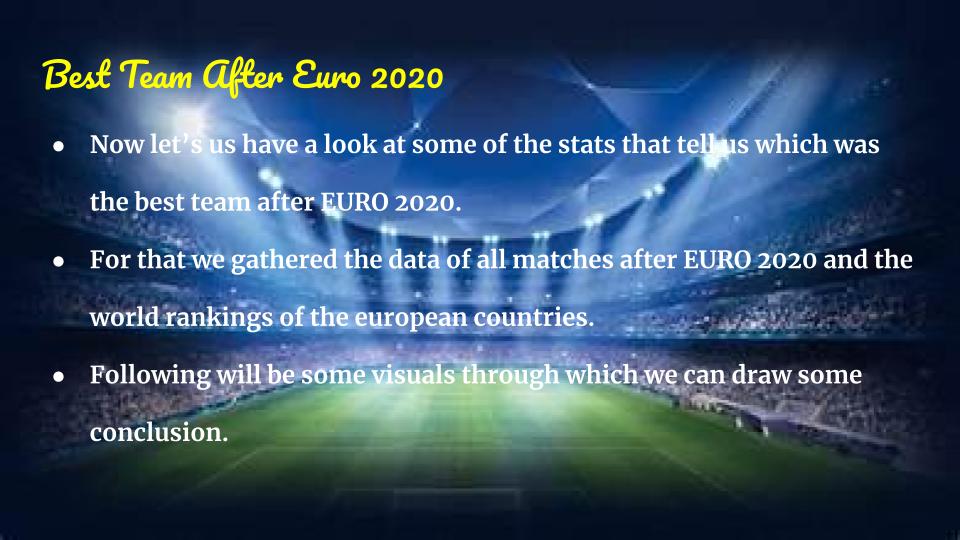 Best Team After Euro 2020
● Now let's us have a look at some of the stats that tell us which was
the best team after EURO 2020.
● For that we gathered the data of all matches after EURO 2020 and the
world rankings of the european countries.
● Following will be some visuals through which we can draw some
conclusion.